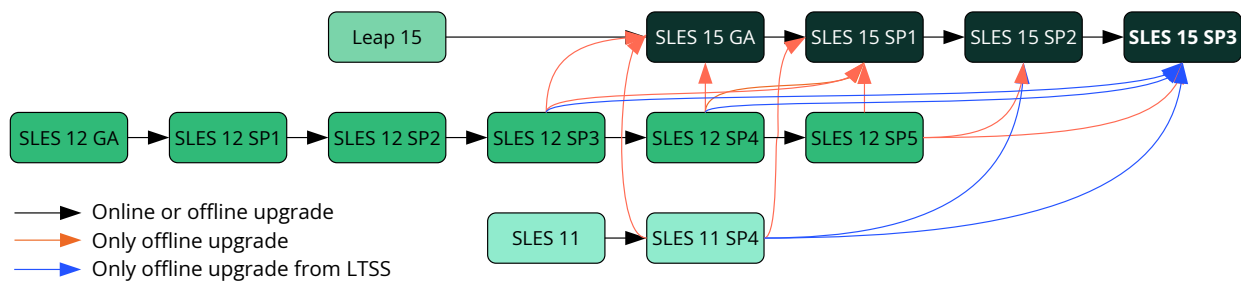 Leap 15
SLES 15 GA
SLES 15 SP1
SLES 15 SP2
SLES 15 SP3
SLES 12 GA
SLES 12 SP1
SLES 12 SP2
SLES 12 SP3
SLES 12 SP4
SLES 12 SP5
SLES 11
SLES 11 SP4
Online or offline upgrade
Only offline upgrade
Only offline upgrade from LTSS